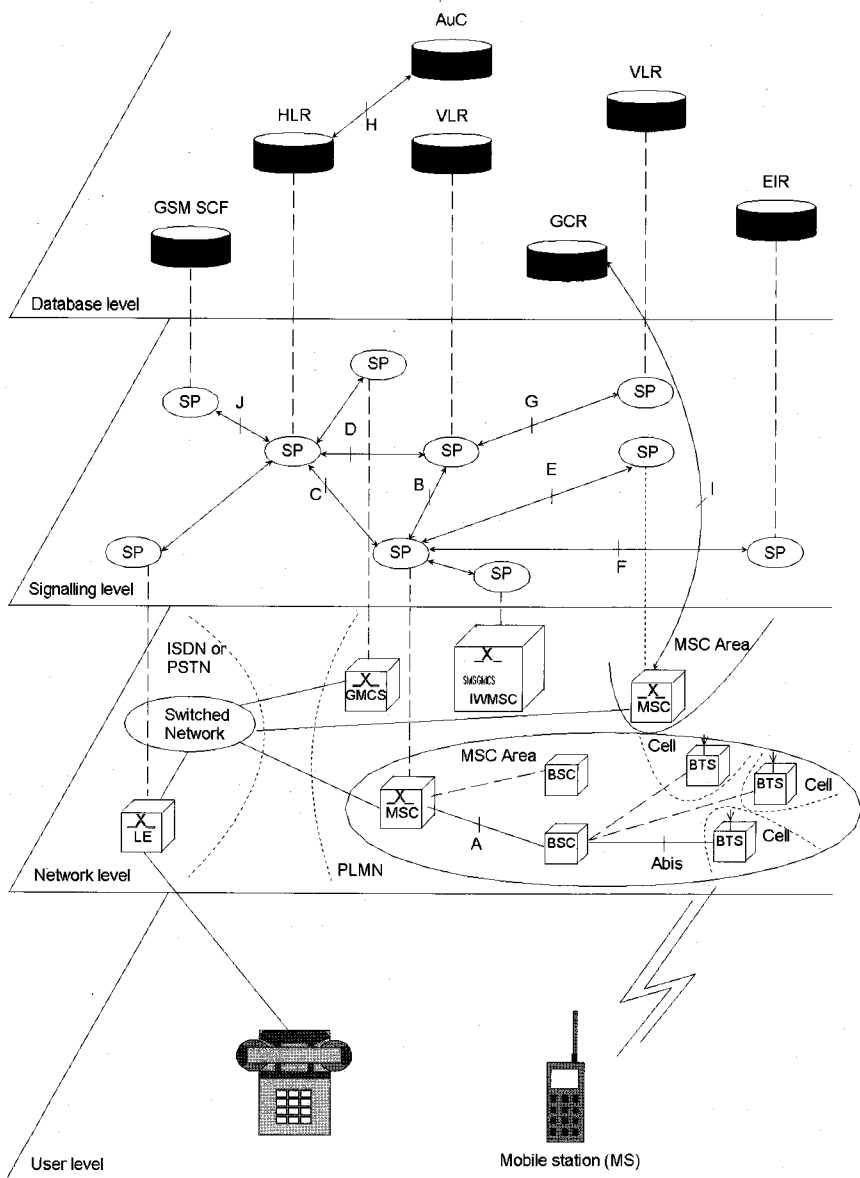 AuC
VLR
HLR
H
VLR
GSM SCF
GCR
EIR
Database level
SP
SP
J
G
SP
D
SP
SP
SP
C
B
E
I
SP
SP
F
SP
SP
Signalling level
ISDN or
PSTN
X
GMCS
X
SMGGMCS
IWMSC
MSC Area
X
MSC
Switched
Network
MSC Area
Cell
BTS
BSC
BTS
Cell
X
MSC
X
LE
A
BSC
Abis
BTS
Cell
Network level
PLMN
Mobile station (MS)
User level